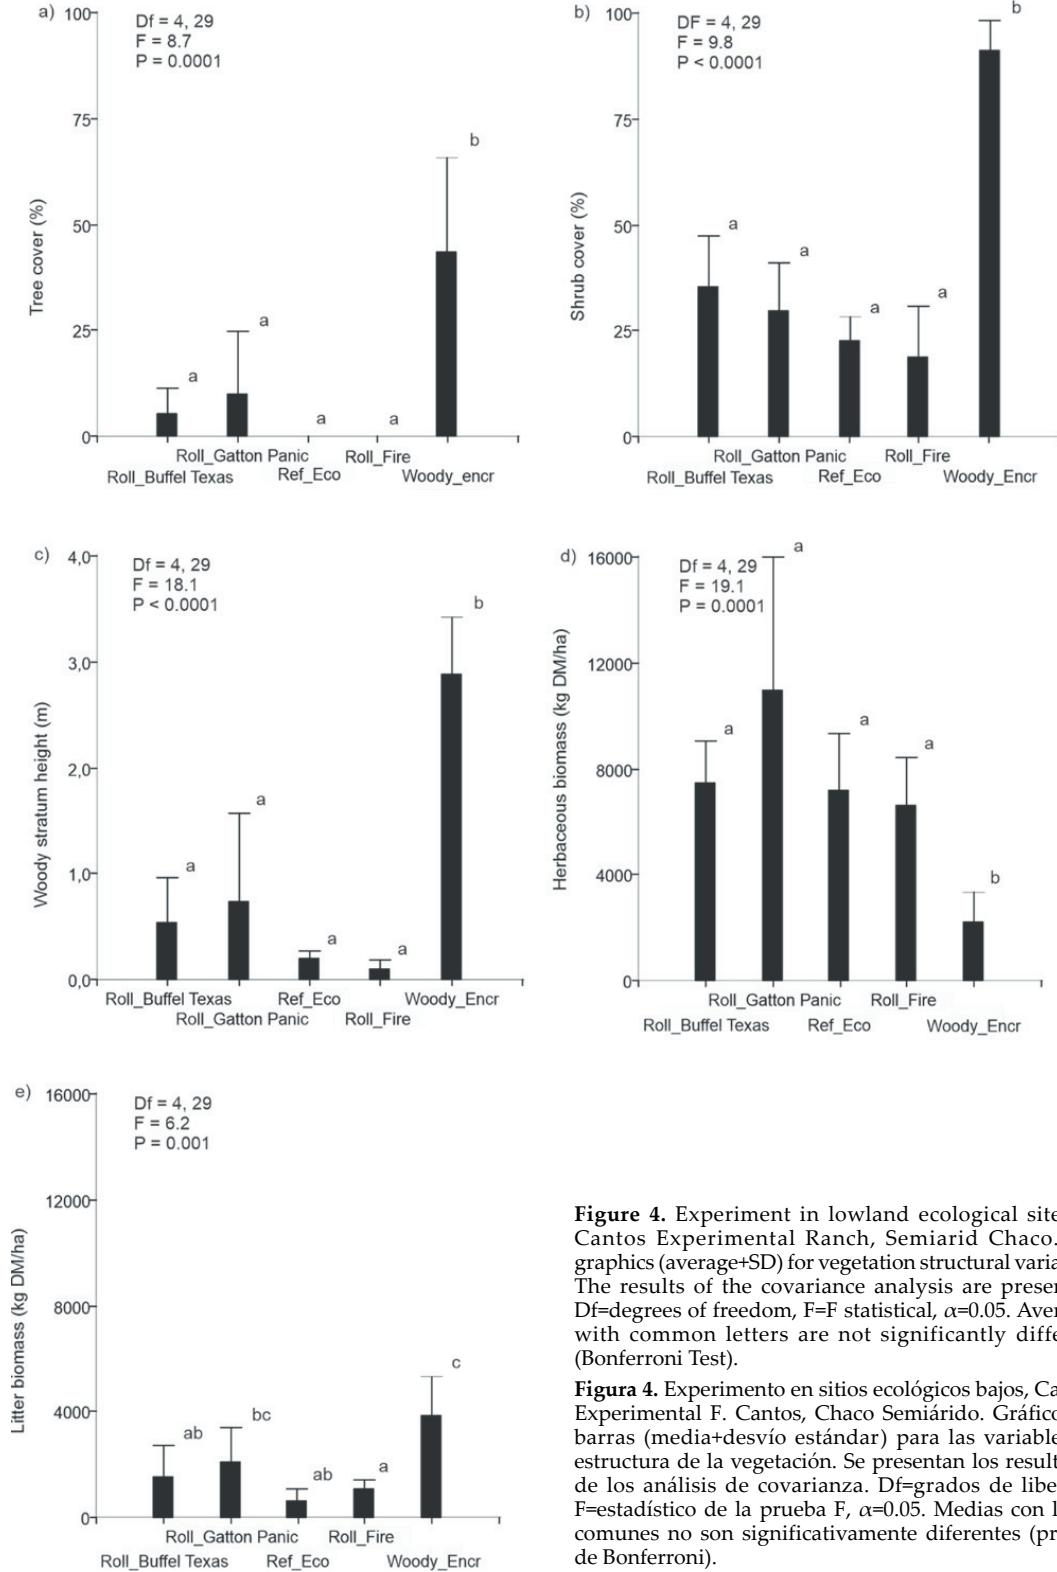 a)
100
Df = 4, 29
F = 8.7
P = 0.0001
75
50
25
0
Tree cover (%)
a
a
a
a
b
Roll_Gatton Panic
Roll_Fire
Roll_Buffel Texas
Ref_Eco
Woody_encr
b)
100
DF = 4, 29
F = 9.8
P < 0.0001
75
50
25
0
Shrub cover (%)
a
a
a
a
b
Roll_Gatton Panic
Roll_Fire
Roll_Buffel Texas
Ref_Eco
Woody_Encr
c)
4,0
Df = 4, 29
F = 18.1
P < 0.0001
3,0
2,0
1,0
0,0
Woody stratum height (m)
a
a
a
a
b
Roll_Buffel Texas
Ref_Eco
Woody_Encr
Roll_Gatton Panic
Roll_Fire
d)
16000
Df = 4, 29
F = 19.1
P = 0.0001
12000
8000
4000
0
Herbaceous biomass (kg DM/ha)
a
a
a
a
b
Roll_Gatton Panic
Roll_Fire
Roll_Buffel Texas
Ref_Eco
Woody_Encr
e)
16000
Df = 4, 29
F = 6.2
P = 0.001
12000
8000
4000
0
Litter biomass (kg DM/ha)
ab
bc
ab
a
c
Roll_Gatton Panic
Roll_Fire
Roll_Buffel Texas
Ref_Eco
Woody_Encr
Figure 4. Experiment in lowland ecological site
Cantos Experimental Ranch, Semiarid Chaco.
graphics (average+SD) for vegetation structural varia
The results of the covariance analysis are presen
Df=degrees of freedom, F=F statistical, α=0.05. Aver
with common letters are not significantly diffe
(Bonferroni Test).
Figura 4. Experimento en sitios ecológicos bajos, Ca
Experimental F. Cantos, Chaco Semiárido. Gráfico
barras (media+desvío estándar) para las variable
estructura de la vegetación. Se presentan los result
de los análisis de covarianza. Df=grados de libe
F=estadístico de la prueba F, α=0.05. Medias con l
comunes no son significativamente diferentes (pr
de Bonferroni).